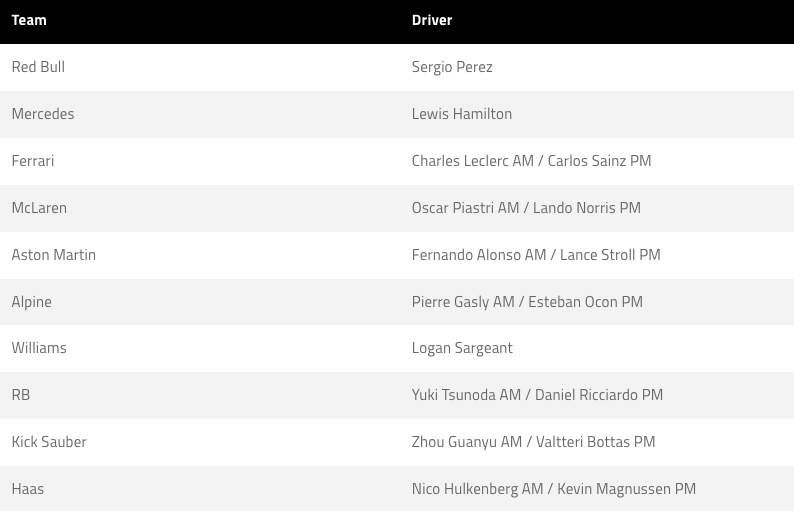 Team Driver
Red Bull Sergio Perez
Mercedes Lewis Hamilton
Ferrari Charles Leclerc AM / Carlos Sainz PM
McLaren Oscar Piastri AM / Lando Norris PM
Aston Martin Fernando Alonso AM / Lance Stroll PM
Alpine Pierre Gasly AM / Esteban Ocon PM
Williams Logan Sargeant
RB Yuki Tsunoda AM / Daniel Ricciardo PM
Kick Sauber Zhou Guanyu AM / Valtteri Bottas PM
Haas Nico Hulkenberg AM / Kevin Magnussen PM